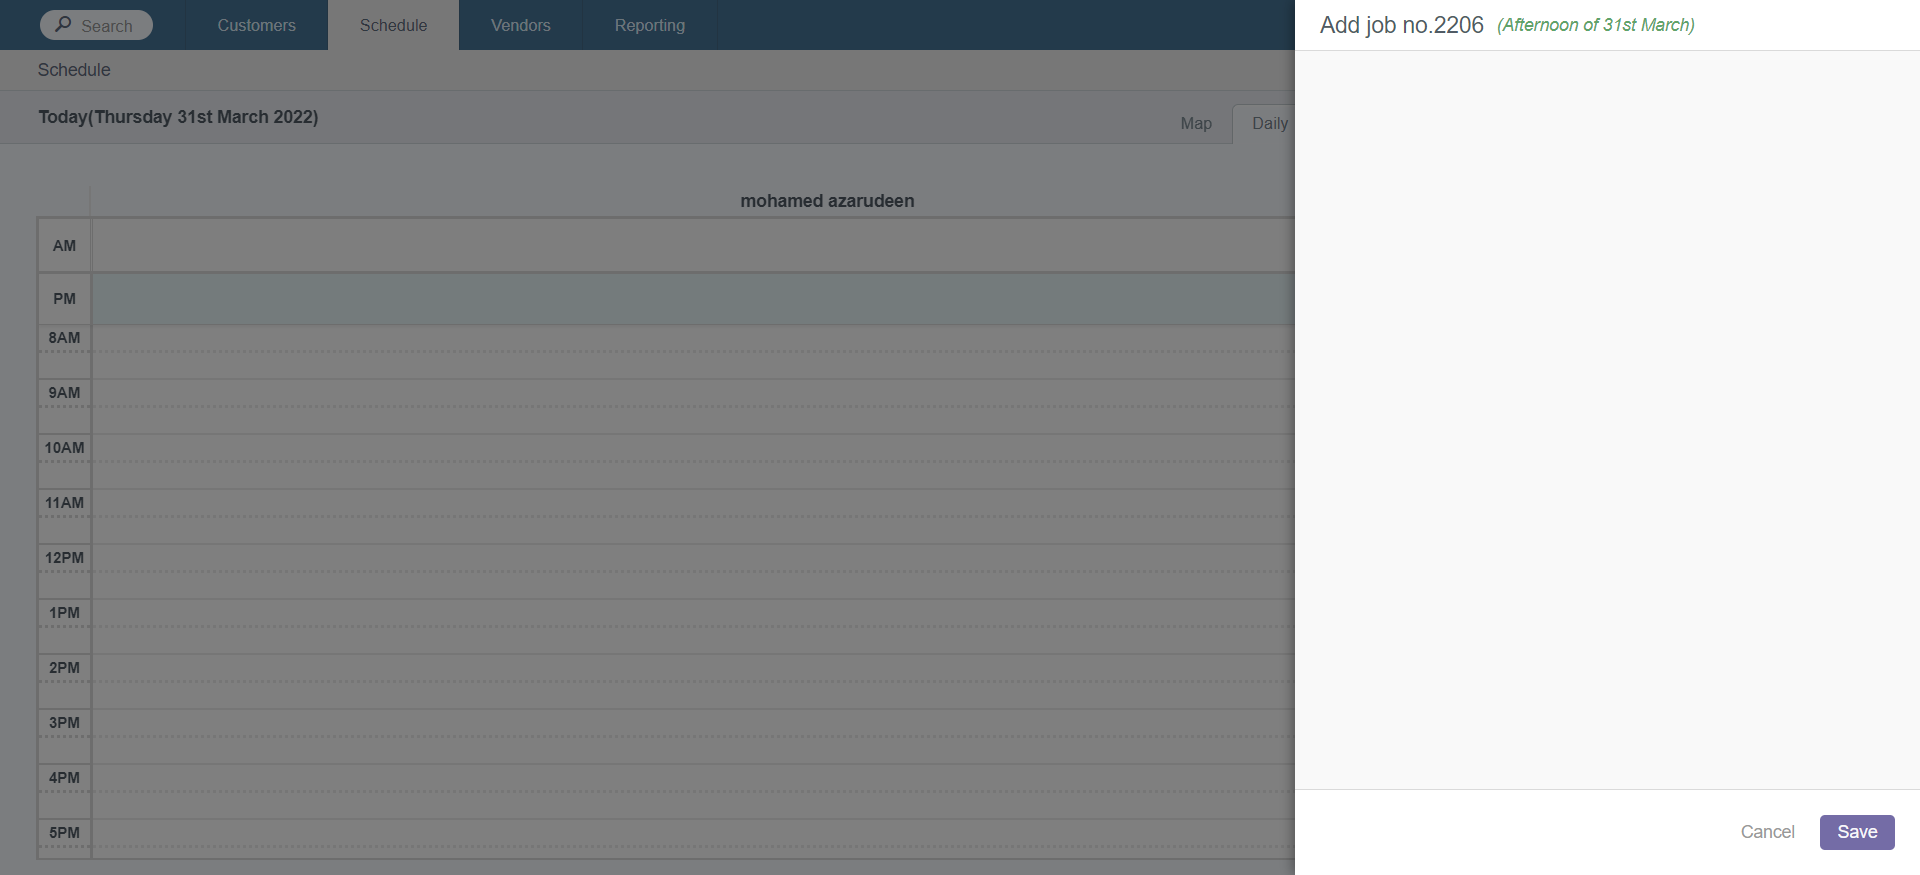 Search
Customers
Schedule
Vendors
Reporting
Schedule
Today(Thursday 31st March 2022)
Map
Daily
mohamed azarudeen
AM
PM
8AM
9AM
10AM
11AM
12PM
1PM
2PM
3PM
4PM
5PM
Add job no.2206 (Afternoon of 31st March)
Cancel
Save